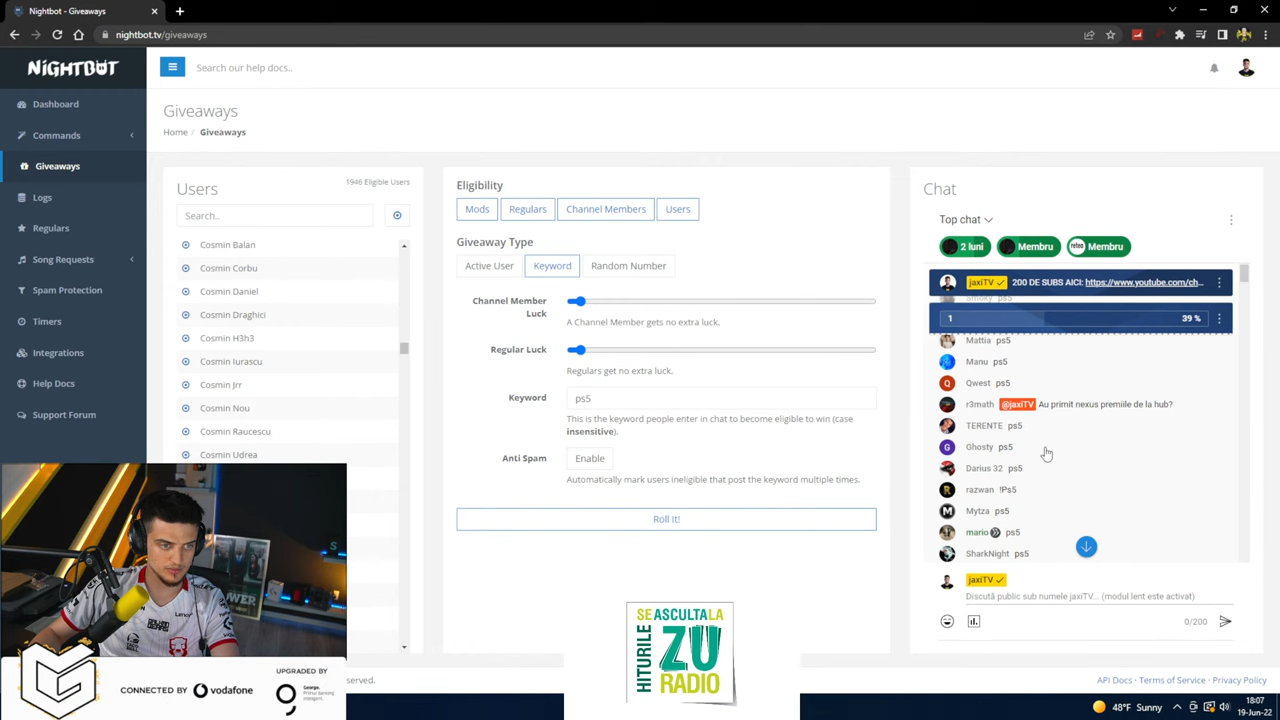 Nightbot - Giveaways
nightbot.tv/giveaways
NIGHTBOT
Search our help docs..
Dashboard
Commands
Giveaways
Logs
Regulars
Song Requests
Spam Protection
Timers
Integrations
Help Docs
Support Forum
Giveaways
Home / Giveaways
Users
1946 Eligible Users
Search..
Cosmin Balan
Cosmin Corbu
Cosmin Daniel
Cosmin Draghici
Cosmin H3h3
Cosmin Iurascu
Cosmin Jrr
Cosmin Nou
Cosmin Raucescu
Cosmin Udrea
Eligibility
Mods
Regulars
Channel Members
Users
Giveaway Type
Active User
Keyword
Random Number
Channel Member Luck
A Channel Member gets no extra luck.
Regular Luck
Regulars get no extra luck.
Keyword
ps5
This is the keyword people enter in chat to become eligible to win (case
insensitive).
Anti Spam
Enable
Automatically mark users ineligible that post the keyword multiple times.
Roll It!
Chat
Top chat
2 luni
Membru
reteo Membru
jaxiTV 200 DE SUBS AICI: https://www.youtube.com/ch...
Smoky ps5
1 39 %
Mattia ps5
Manu ps5
Q Qwest ps5
r3math @jaxiTV Au primit nexus premiile de la hub?
TERENTE ps5
G Ghosty ps5
Darius 32 ps5
razwan !Ps5
M Mytza ps5
mario ps5
SharkNight ps5
jaxiTV
Discută public sub numele jaxiTV... (modul lent este activat)
0/200
served.
API Docs - Terms of Service - Privacy Policy
CONNECTED BY vodafone
UPGRADED BY
George.
SE ASCULTA LA
HITURILE
ZU
RADIO
48°F Sunny
18:07
19-Jun-22